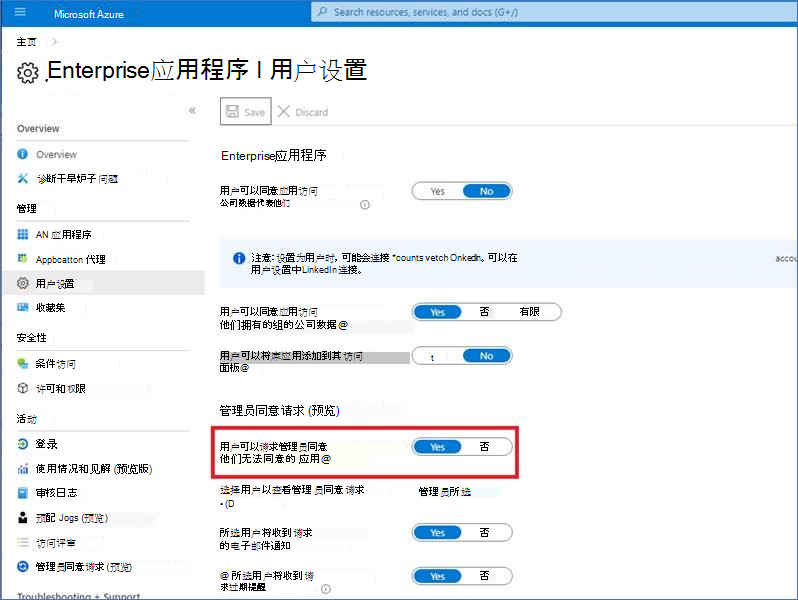 Microsoft Azure
Search resources, services, and docs (G+/)
主页
Enterprise应用程序 | 用户设置
Overview
Overview
诊断干旱炉子 问题
管理
AN 应用程序
Appbcatton 代理
用户设置
收藏集
安全性
条件访问
许可和权限
活动
登录
使用情况和见解 (预览版)
审核日志
预配 Jogs (预览)
访问评审
管理员同意请求 (预览)
Troubleshooting + Support
Save
Discard
Enterprise应用程序
用户可以同意应用访问
公司数据代表他们
Yes No
注意: 设置为用户时, 可能会连接 *counts vetch Onkedln。可以在
用户设置中LinkedIn 连接。
accou
用户可以同意应用访问
他们拥有的组的公司数据 @
Yes 否 有限
用户可以将库应用添加到其 访问
面板@
t No
管理员同意请求 (预览)
用户可以请求管理员同意
他们无法同意的 应用@
Yes 否
选择用户以查看管理 员同意 请求
• (D
管理 员所 选
所选用户将收到 请求
的电子邮件通知
Yes 否
@ 所选用户将收到 请
求过期提醒
Yes 否